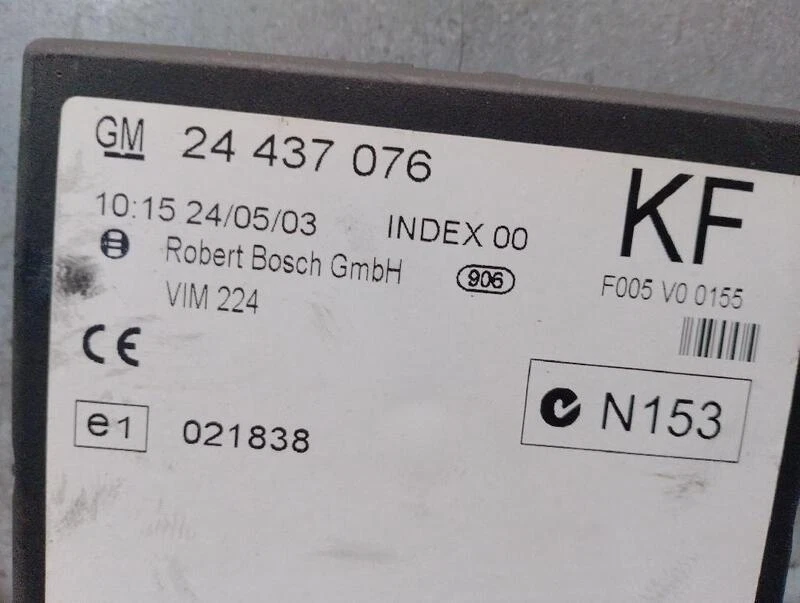 GM 24 437 076
KF
10:15 24/05/03
INDEX 00
Robert Bosch GmbH
906
F005 V0 0155
VIM 224
CE
N153
e1 021838